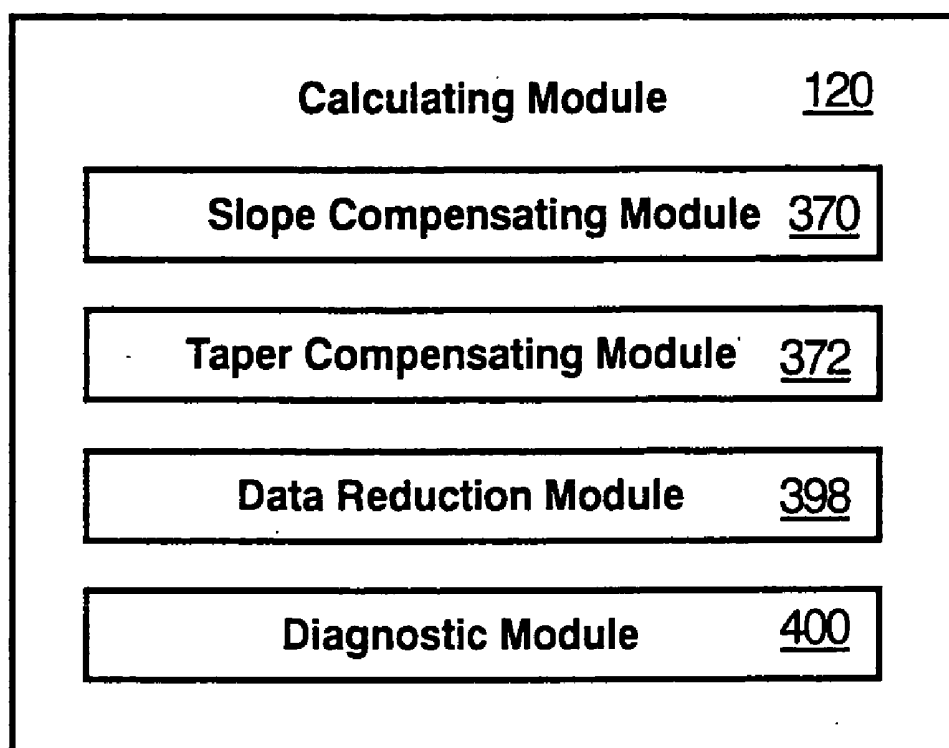 Calculating Module 120
Slope Compensating Module 370
Taper Compensating Module 372
Data Reduction Module 398
Diagnostic Module 400